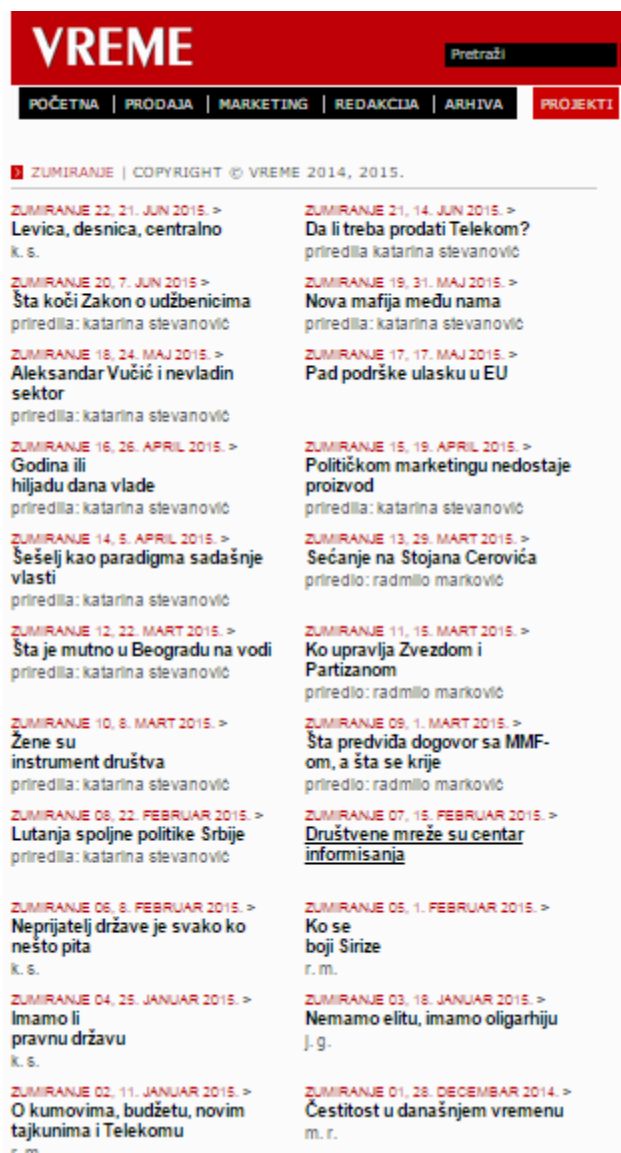 VREME
Pretraži
POČETNA | PRODAJA | MARKETING | REDAKCIJA | ARHIVA
PROJEKTI
ZUMIRANJE | COPYRIGHT © VREME 2014, 2015.
ZUMIRANJE 22, 21. JUN 2015. >
Levica, desnica, centralno
k. s.
ZUMIRANJE 21, 14. JUN 2015. >
Da li treba prodati Telekom?
priredila katarina stevanović
ZUMIRANJE 20, 7. JUN 2015 >
Šta koči Zakon o udžbenicima
priredila: katarina stevanović
ZUMIRANJE 19, 31. MAJ 2015. >
Nova mafija među nama
priredila: katarina stevanović
ZUMIRANJE 18, 24. MAJ 2015. >
Aleksandar Vučić i nevladin
sektor
priredila: katarina stevanović
ZUMIRANJE 17, 17. MAJ 2015. >
Pad podrške ulasku u EU
ZUMIRANJE 16, 26. APRIL 2015. >
Godina ili
hiljadu dana vlade
priredila: katarina stevanović
ZUMIRANJE 15, 19. APRIL 2015. >
Političkom marketingu nedostaje
proizvod
priredila: katarina stevanović
ZUMIRANJE 14, 5. APRIL 2015. >
Šešelj kao paradigma sadašnje
vlasti
priredila: katarina stevanović
ZUMIRANJE 13, 29. MART 2015. >
Sećanje na Stojana Cerovića
priredio: radmilo marković
ZUMIRANJE 12, 22. MART 2015. >
Šta je mutno u Beogradu na vodi
priredila: katarina stevanović
ZUMIRANJE 11, 15. MART 2015. >
Ko upravlja Zvezdom i
Partizanom
priredio: radmilo marković
ZUMIRANJE 10, 8. MART 2015. >
Žene su
instrument društva
priredila: katarina stevanović
ZUMIRANJE 09, 1. MART 2015. >
Šta predviđa dogovor sa MMF-
om, a šta se krije
priredio: radmilo marković
ZUMIRANJE 08, 22. FEBRUAR 2015. >
Lutanja spoljne politike Srbije
priredila: katarina stevanović
ZUMIRANJE 07, 15. FEBRUAR 2015. >
Društvene mreže su centar
informisanja
ZUMIRANJE 06, 8. FEBRUAR 2015. >
Neprijatelj države je svako ko
nešto pita
k. s.
ZUMIRANJE 05, 1. FEBRUAR 2015. >
Ko se
boji Sirize
r. m.
ZUMIRANJE 04, 25. JANUAR 2015. >
Imamo li
pravnu državu
k. s.
ZUMIRANJE 03, 18. JANUAR 2015. >
Nemamo elitu, imamo oligarhiju
j. g.
ZUMIRANJE 02, 11. JANUAR 2015. >
O kumovima, budžetu, novim
tajkunima i Telekomu
r. m.
ZUMIRANJE 01, 28. DECEMBAR 2014. >
Čestitost u današnjem vremenu
m. r.